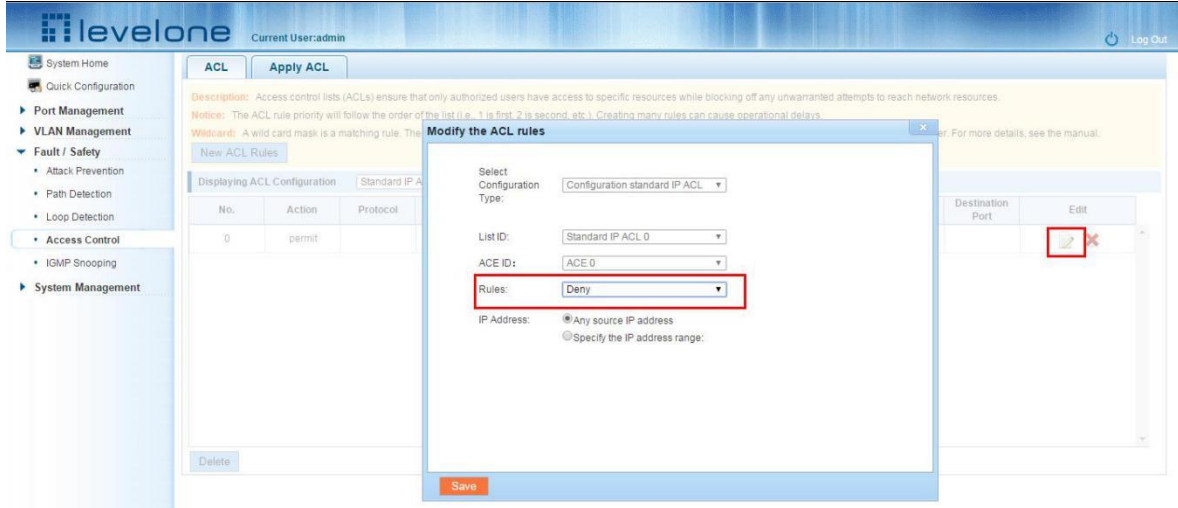 levelone Current User:admin Log Out
System Home
Quick Configuration
Port Management
VLAN Management
Fault / Safety
Attack Prevention
Path Detection
Loop Detection
Access Control
IGMP Snooping
System Management
ACL Apply ACL
Description: Access control lists (ACLs) ensure that only authorized users have access to specific resources while blocking off any unwarranted attempts to reach network resources.
Notice: The ACL rule priority will follow the order of the list (i.e., 1 is first, 2 is second, etc.). Creating many rules can cause operational delays.
Wildcard: A wild card mask is a matching rule. The er. For more details, see the manual.
New ACL Rules
Displaying ACL Configuration Standard IP A
No. Action Protocol Destination Port Edit
0 permit
Delete
Modify the ACL rules
Select Configuration Type: Configuration standard IP ACL
List ID: Standard IP ACL 0
ACE ID: ACE 0
Rules: Deny
IP Address: Any source IP address
Specify the IP address range:
Save